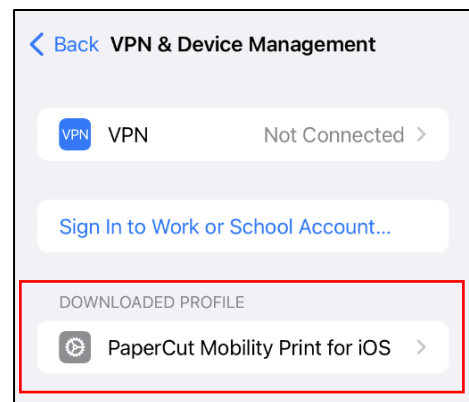 Back VPN & Device Management
VPN VPN Not Connected
Sign In to Work or School Account...
DOWNLOADED PROFILE
PaperCut Mobility Print for iOS